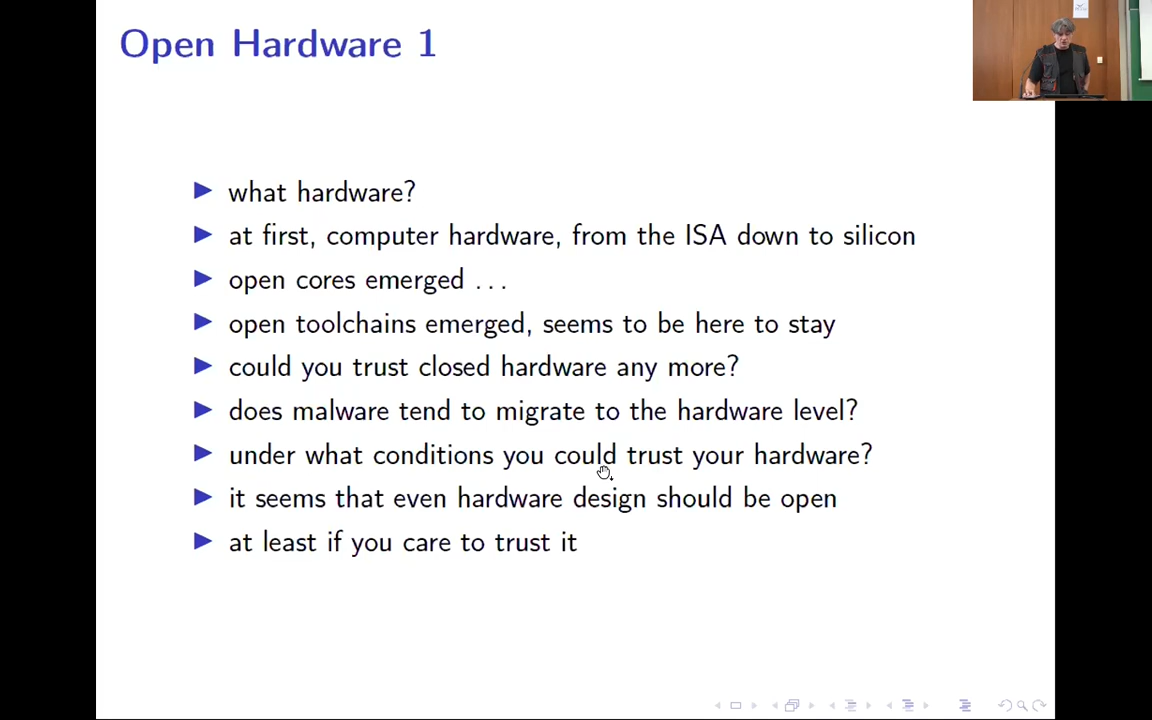 Open Hardware 1
what hardware?
at first, computer hardware, from the ISA down to silicon
open cores emerged . . .
open toolchains emerged, seems to be here to stay
could you trust closed hardware any more?
does malware tend to migrate to the hardware level?
under what conditions you could trust your hardware?
it seems that even hardware design should be open
at least if you care to trust it